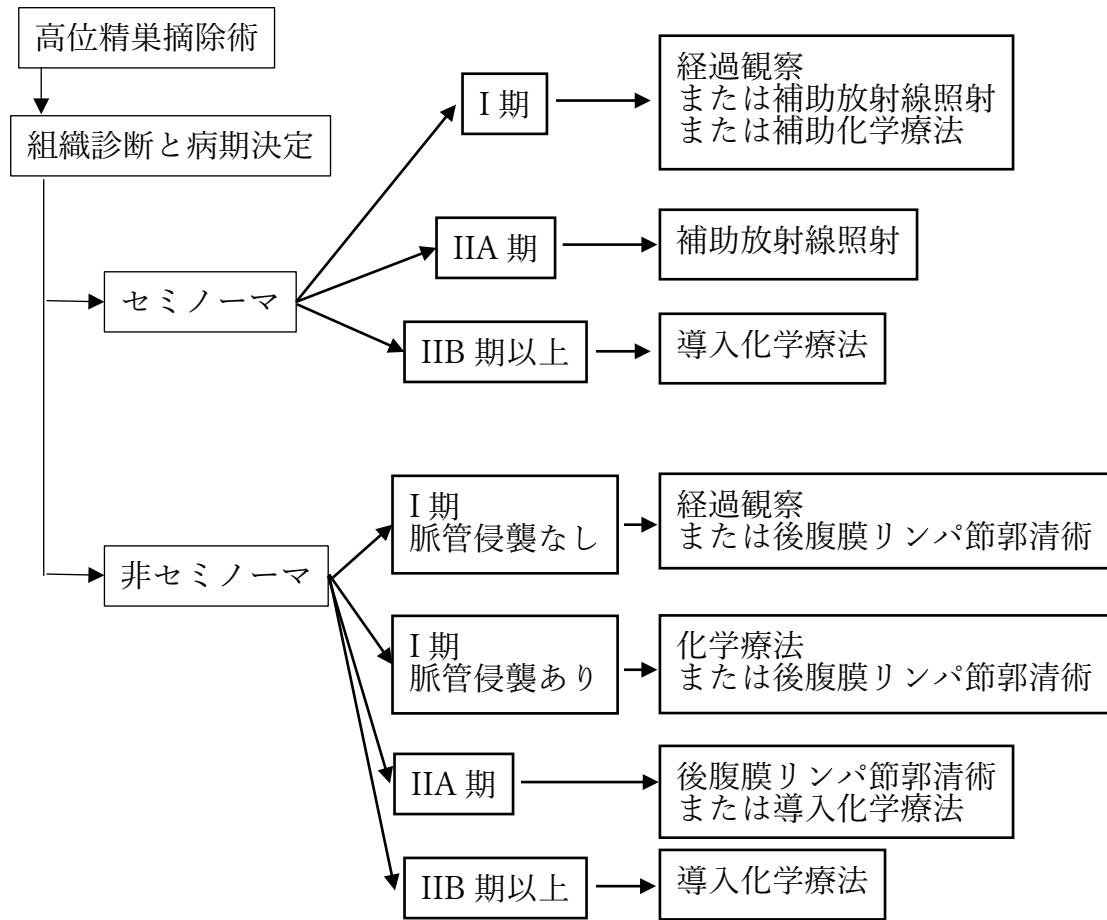 高位精巣摘除術
組織診断と病期決定
セミノーマ
I 期
経過観察
または補助放射線照射
または補助化学療法
IIA 期
補助放射線照射
IIB 期以上
導入化学療法
非セミノーマ
I 期
脈管侵襲なし
経過観察
または後腹膜リンパ節郭清術
I 期
脈管侵襲あり
化学療法
または後腹膜リンパ節郭清術
IIA 期
後腹膜リンパ節郭清術
または導入化学療法
IIB 期以上
導入化学療法